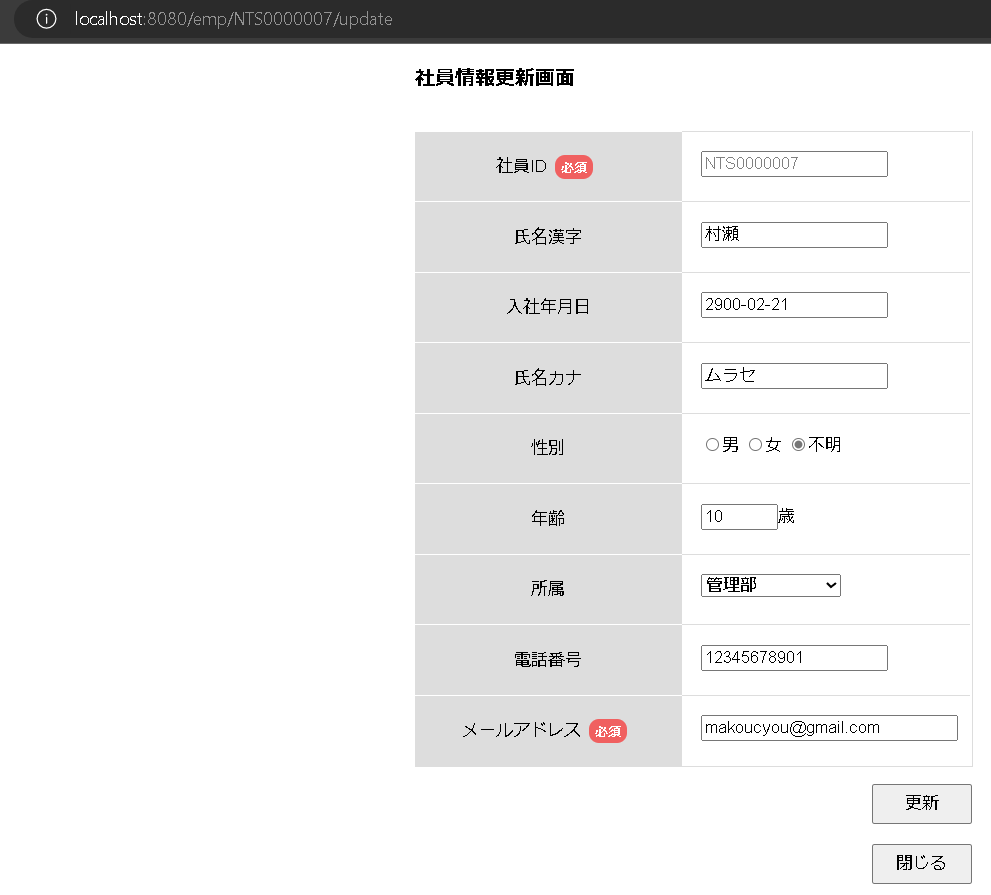 localhost:8080/emp/NTS0000007/update
社員情報更新画面
社員ID 必須 NTS0000007
氏名漢字 村瀬
入社年月日 2900-02-21
氏名カナ ムラセ
性別 男 女 不明
年齢 10歳
所属 管理部
電話番号 12345678901
メールアドレス 必須 makoucyou@gmail.com
更新
閉じる